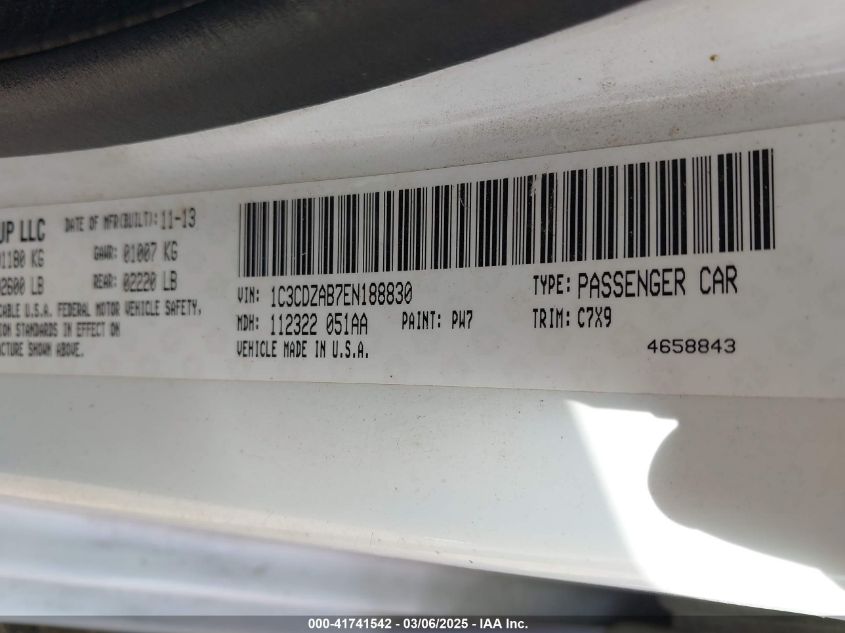 UP LLC DATE OF MFR(BUILT): 11-13
01180 KG GAWR: 01007 KG
02600 LB REAR: 02220 LB
CABLE U.S.A. FEDERAL MOTOR VEHICLE SAFETY,
ION STANDARDS IN EFFECT ON
CTURE SHOWN ABOVE.
VIN: 1C3CDZAB7EN188830 TYPE: PASSENGER CAR
MDH: 112322 051AA PAINT: PW7 TRIM: C7X9
VEHICLE MADE IN U.S.A.
4658843
000-41741542 / 03/06/2025 - IAA Inc.